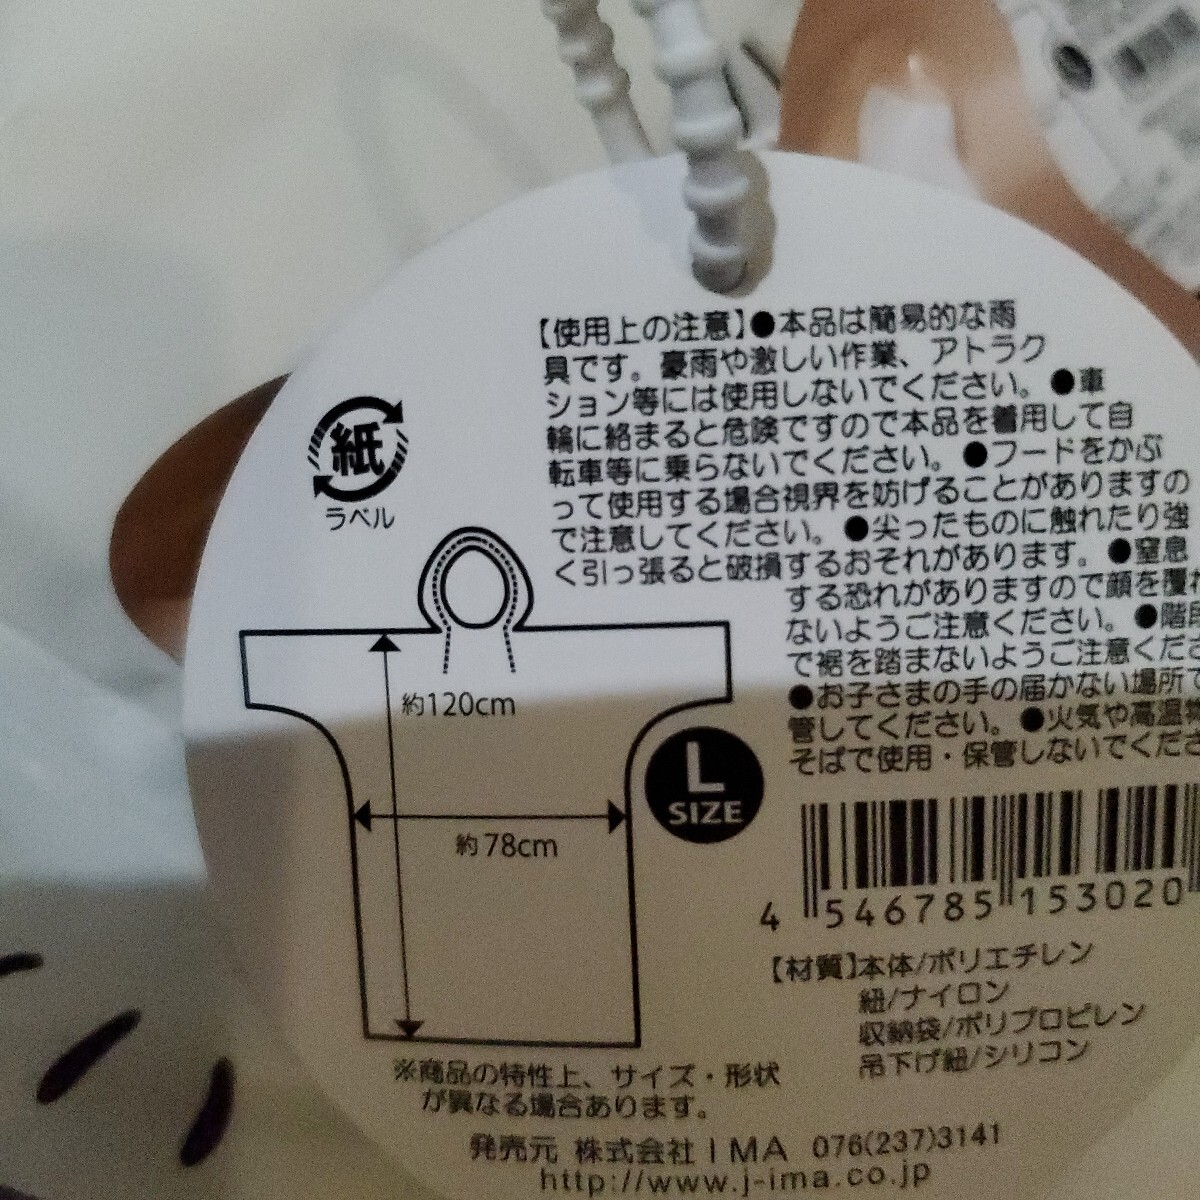 【使用上の注意】●本品は簡易的な雨
具です。豪雨や激しい作業、アトラク
ション等には使用しないでください。●車
輪に絡まると危険ですので本品を着用して自
転車等に乗らないでください。●フードをかぶ
って使用する場合視界を妨げることがありますの
で注意してください。●尖ったものに触れたり強
く引っ張ると破損するおそれがあります。●窒息
する恐れがありますので顔を覆わ
ないようご注意ください。●階段
で裾を踏まないようご注意くださ
●お子さまの手の届かない場所で
管してください。●火気や高温物
そばで使用・保管しないでくださ
紙
ラベル
約120cm
約78cm
L
SIZE
4 546785 153020
【材質】本体/ポリエチレン
紐/ナイロン
収納袋/ポリプロピレン
吊下げ紐/シリコン
※商品の特性上、サイズ・形状
が異なる場合あります。
発売元 株式会社IMA 076(237)3141
http://www.j-ima.co.jp